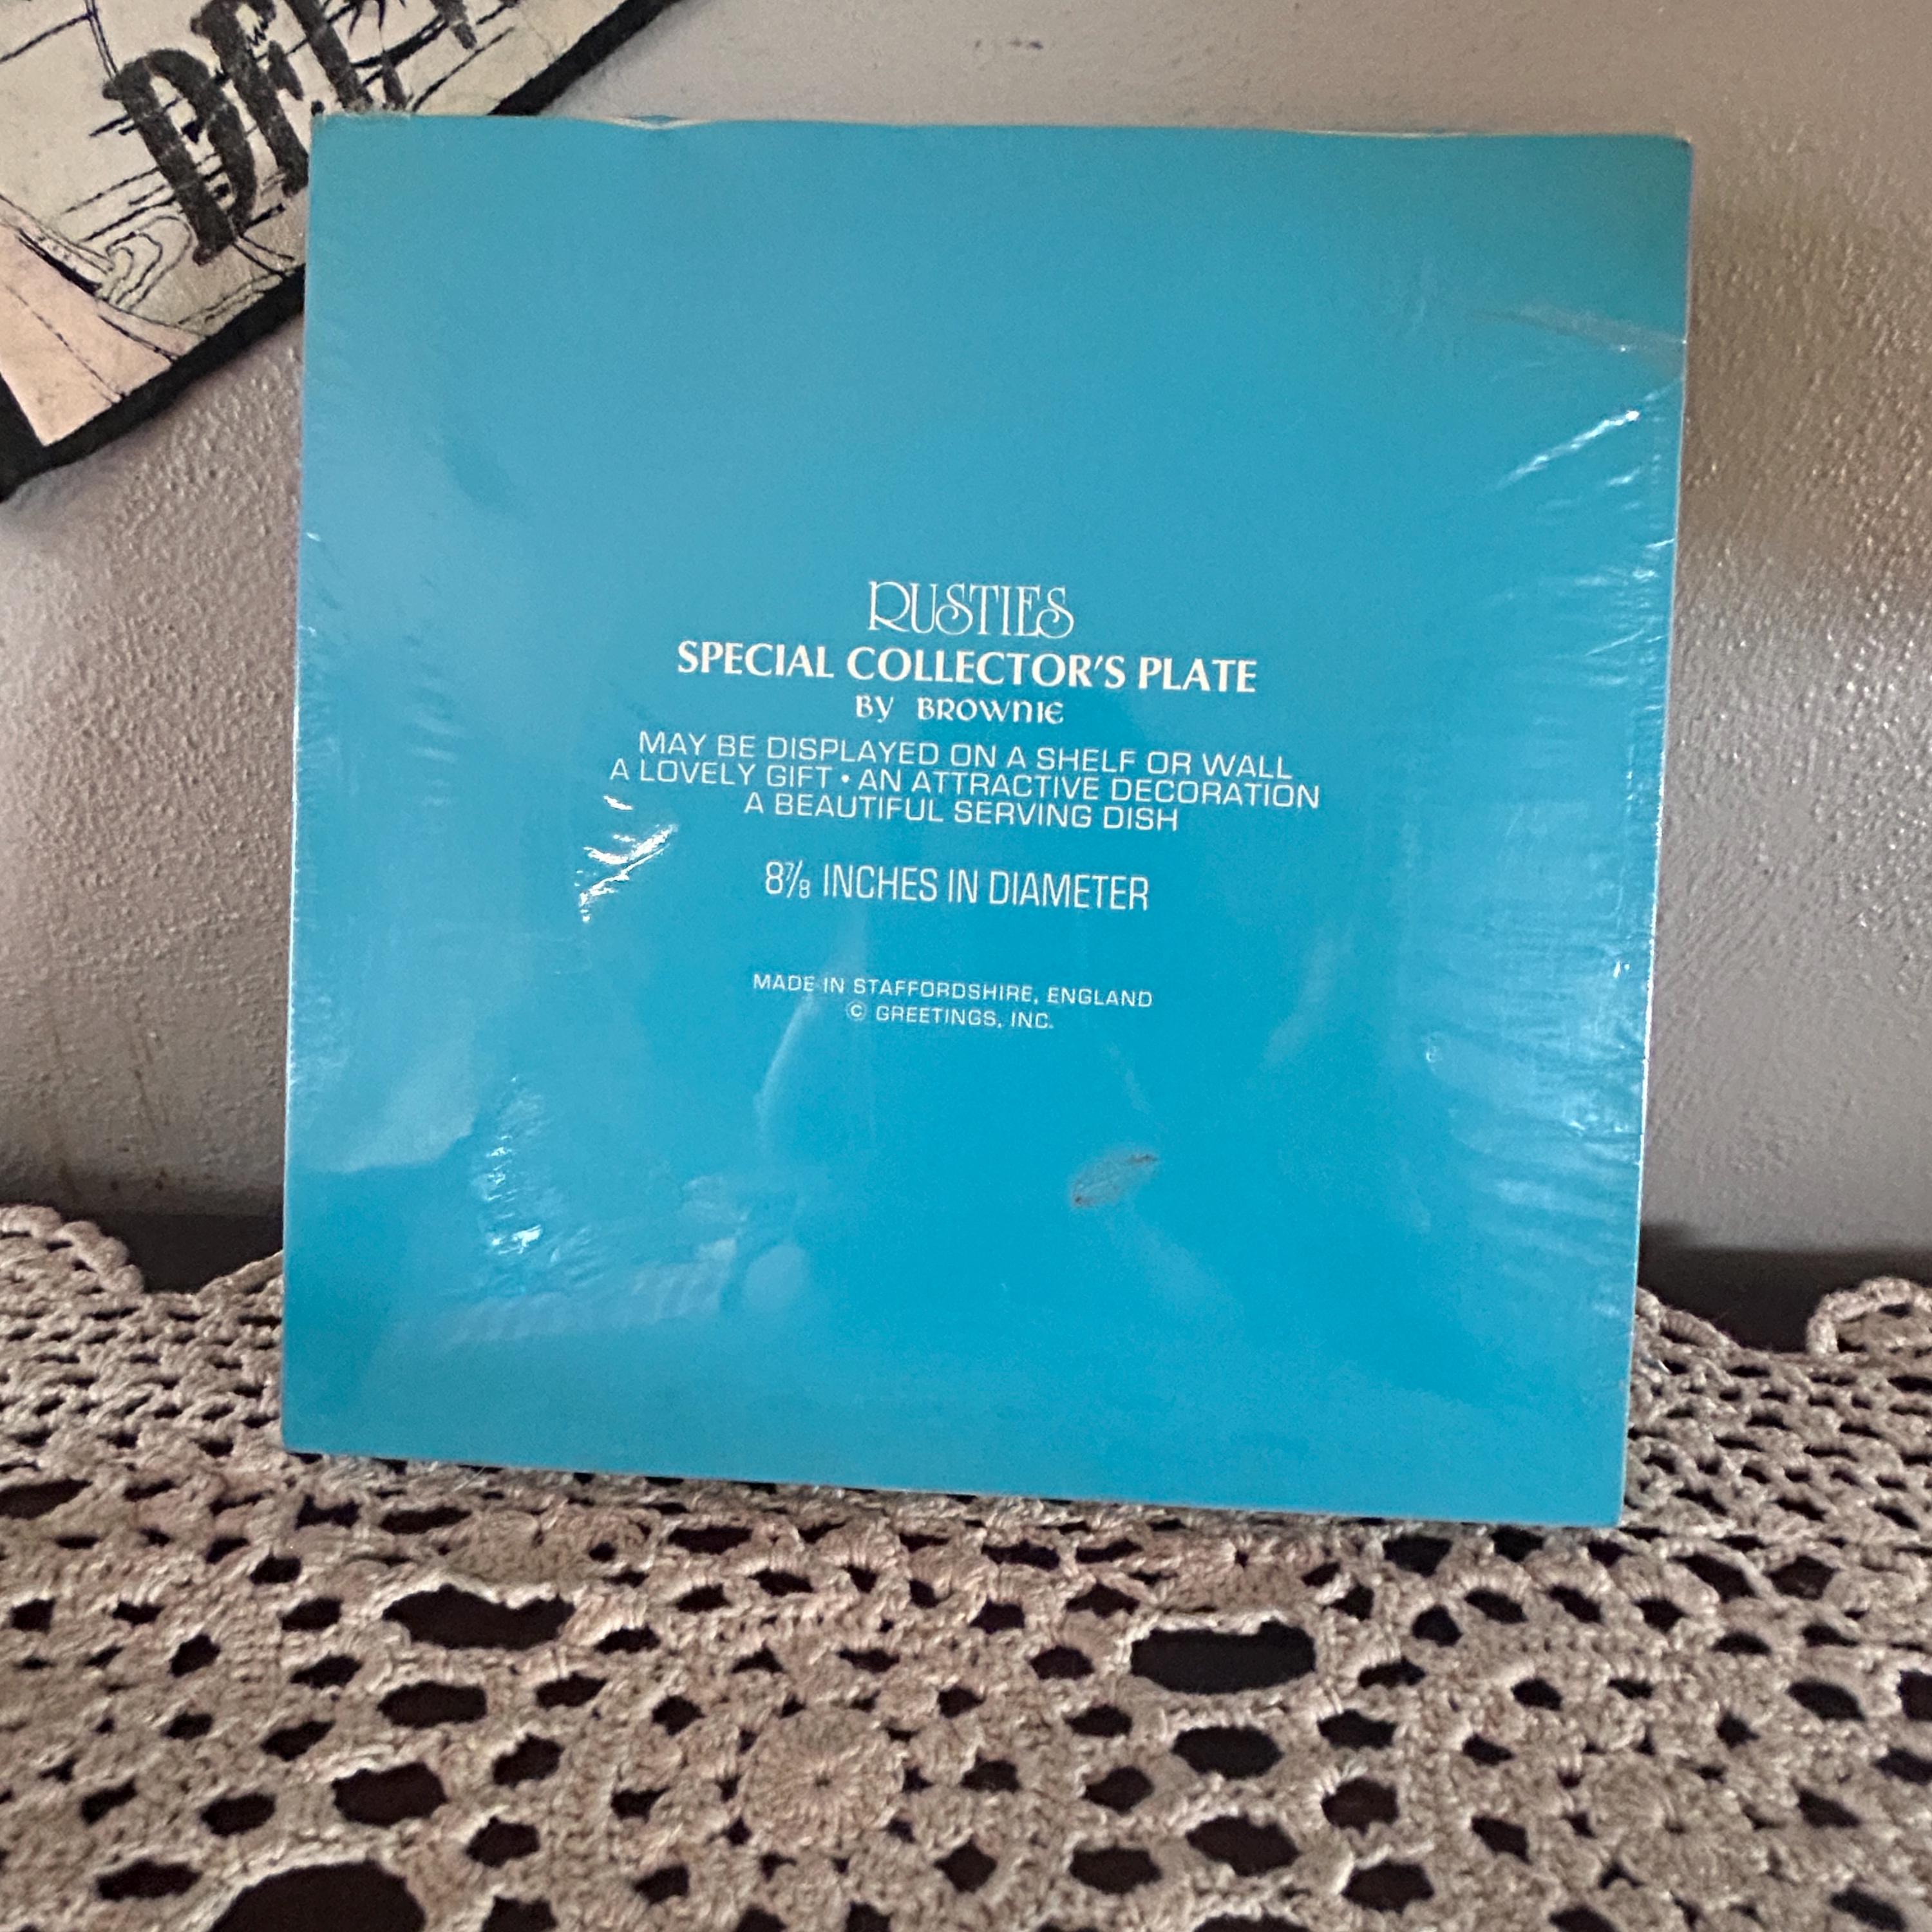 RUSTIES
SPECIAL COLLECTOR'S PLATE
BY BROWNIE
MAY BE DISPLAYED ON A SHELF OR WALL
A LOVELY GIFT • AN ATTRACTIVE DECORATION
A BEAUTIFUL SERVING DISH
8⅞ INCHES IN DIAMETER
MADE IN STAFFORDSHIRE, ENGLAND
© GREETINGS, INC.